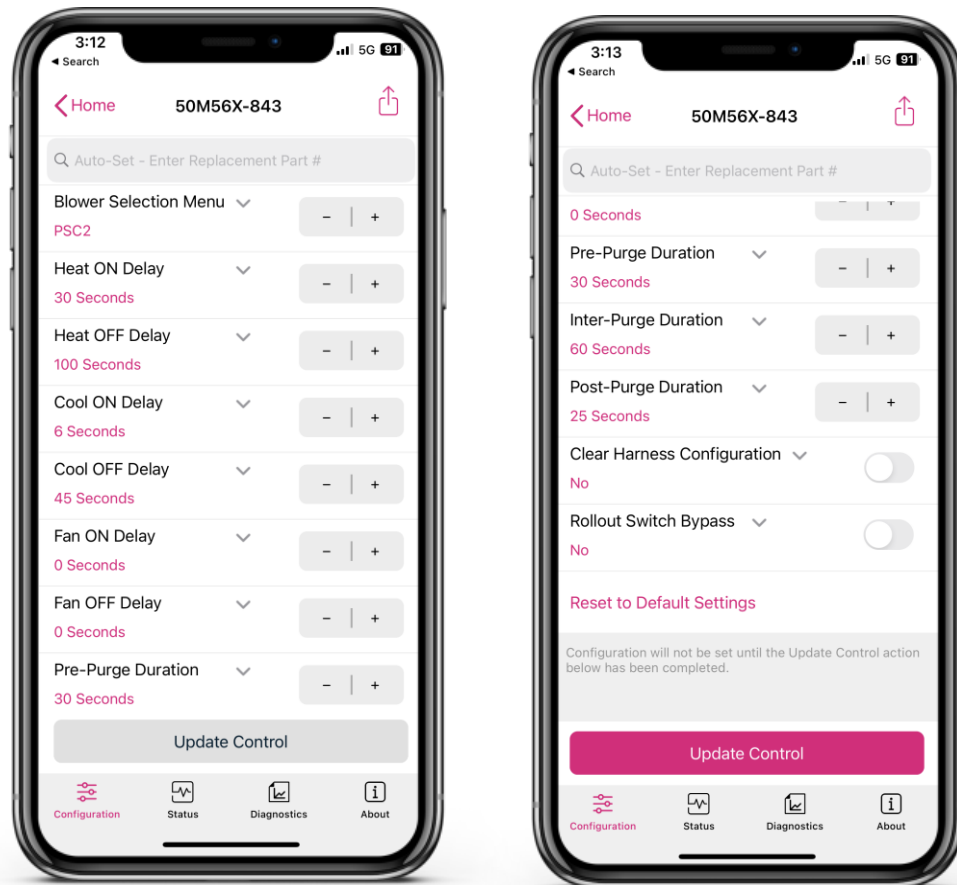 3:12
5G 91
Search
Home
50M56X-843
Auto-Set - Enter Replacement Part #
Blower Selection Menu
PSC2
- | +
Heat ON Delay
30 Seconds
- | +
Heat OFF Delay
100 Seconds
- | +
Cool ON Delay
6 Seconds
- | +
Cool OFF Delay
45 Seconds
- | +
Fan ON Delay
0 Seconds
- | +
Fan OFF Delay
0 Seconds
- | +
Pre-Purge Duration
30 Seconds
- | +
Update Control
Configuration
Status
Diagnostics
About
3:13
5G 91
Search
Home
50M56X-843
Auto-Set - Enter Replacement Part #
0 Seconds
- | +
Pre-Purge Duration
30 Seconds
- | +
Inter-Purge Duration
60 Seconds
- | +
Post-Purge Duration
25 Seconds
- | +
Clear Harness Configuration
No
Rollout Switch Bypass
No
Reset to Default Settings
Configuration will not be set until the Update Control action
below has been completed.
Update Control
Configuration
Status
Diagnostics
About